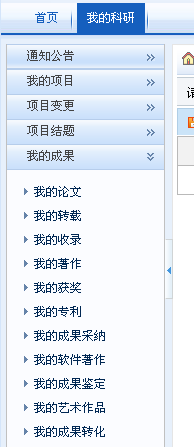 首页 我的科研
通知公告
我的项目
项目变更
项目结题
我的成果
我的论文
我的转载
我的收录
我的著作
我的获奖
我的专利
我的成果采纳
我的软件著作
我的成果鉴定
我的艺术作品
我的成果转化